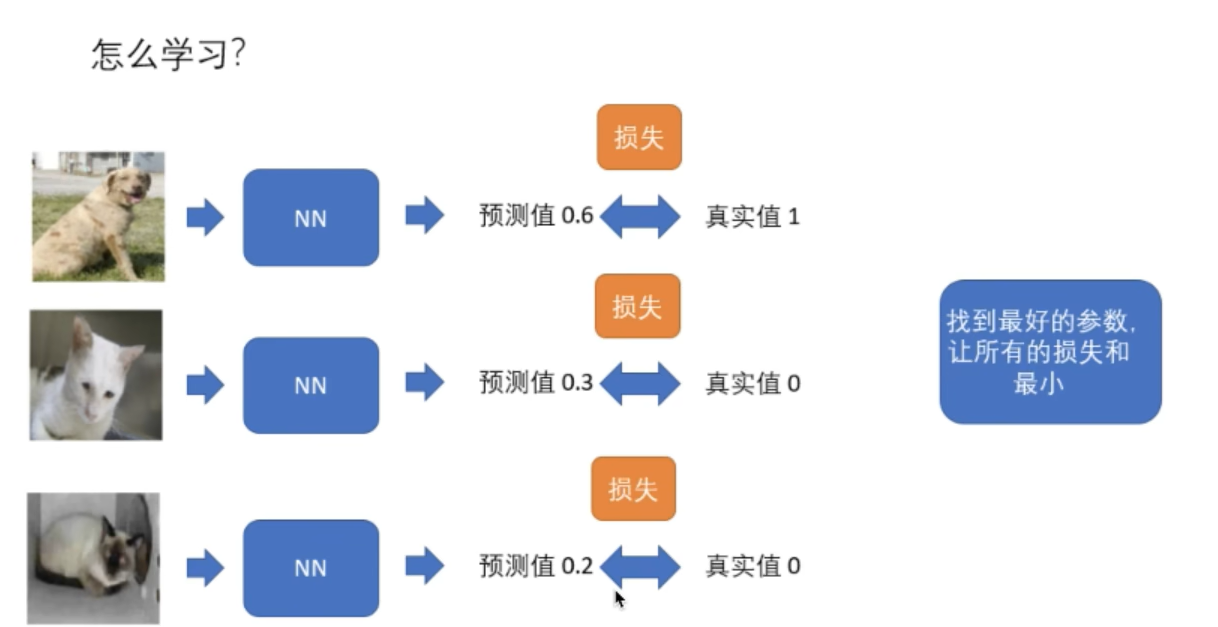 怎么学习?
损失
NN
预测值 0.6
真实值 1
损失
NN
预测值 0.3
真实值 0
找到最好的参数,
让所有的损失和
最小
损失
NN
预测值 0.2
真实值 0